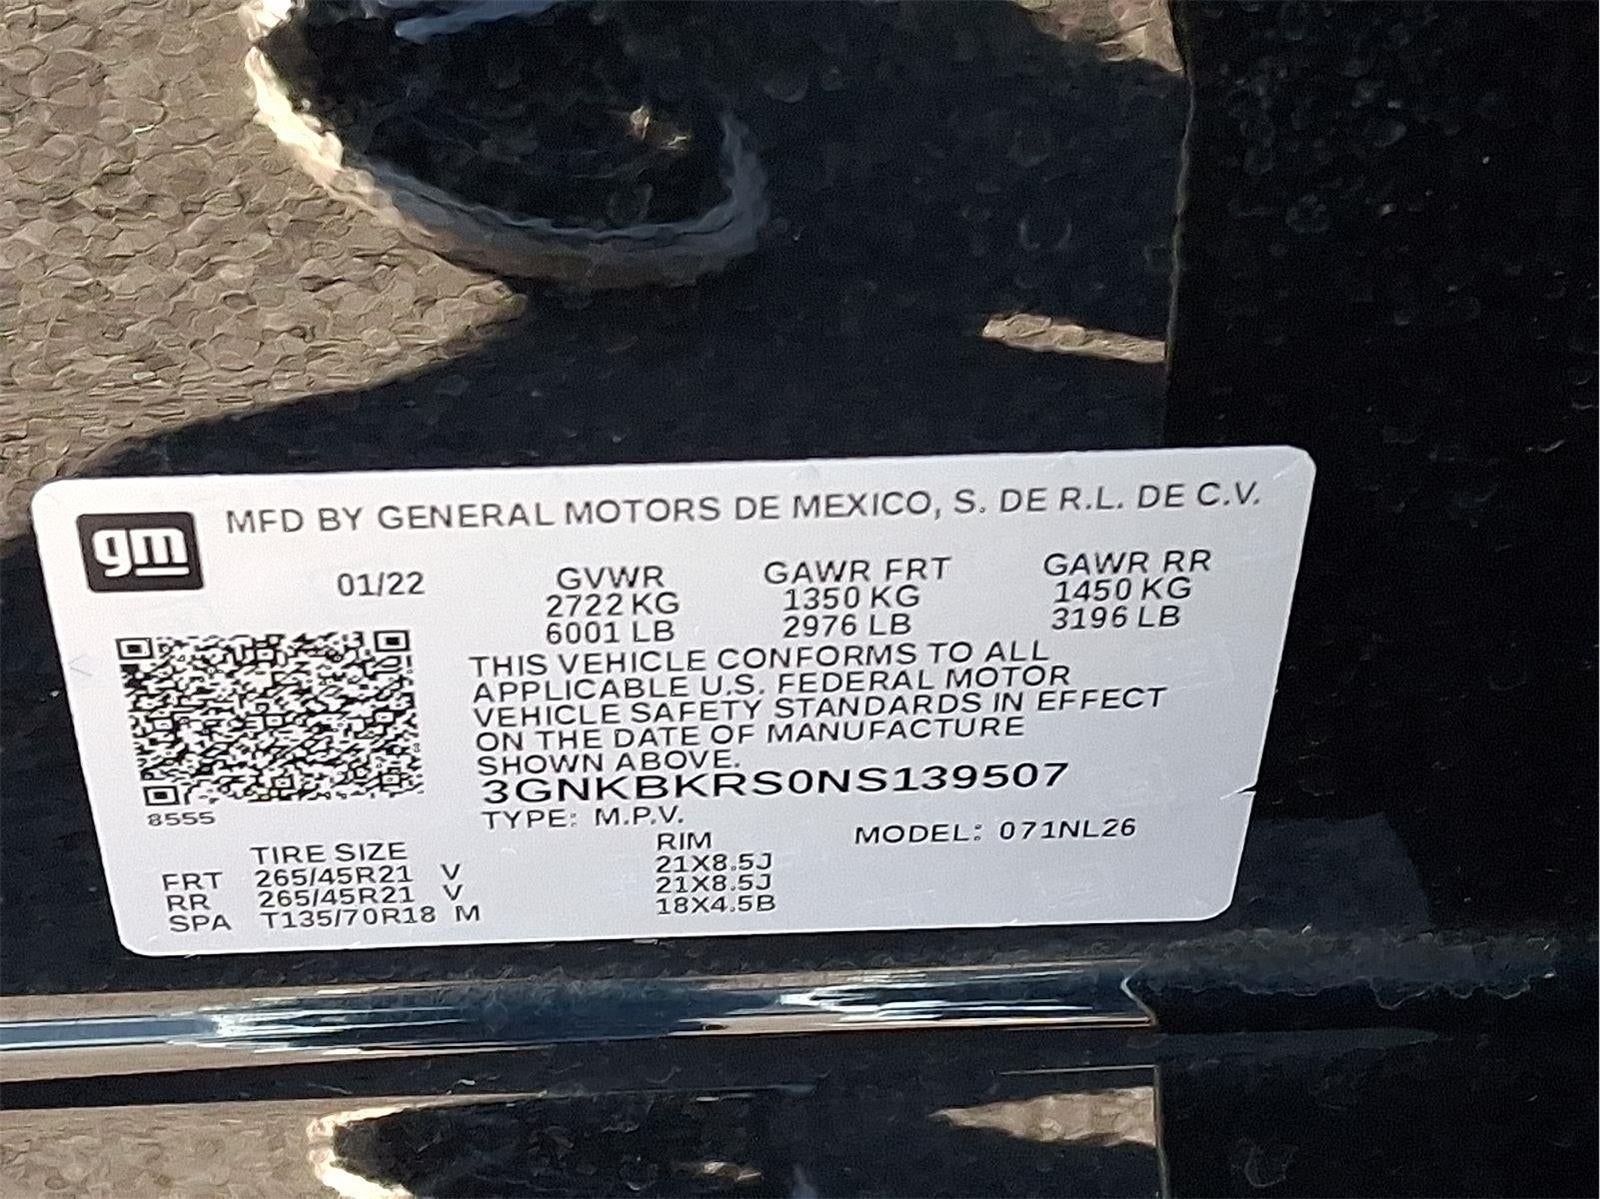 gm
MFD BY GENERAL MOTORS DE MEXICO, S. DE R.L. DE C.V.
01/22 GVWR GAWR FRT GAWR RR
2722 KG 1350 KG 1450 KG
6001 LB 2976 LB 3196 LB
THIS VEHICLE CONFORMS TO ALL
APPLICABLE U.S. FEDERAL MOTOR
VEHICLE SAFETY STANDARDS IN EFFECT
ON THE DATE OF MANUFACTURE
SHOWN ABOVE.
3GNKBKRS0NS139507
8555
TYPE: M.P.V.
TIRE SIZE RIM MODEL: 071NL26
FRT 265/45R21 V 21X8.5J
RR 265/45R21 V 21X8.5J
SPA T135/70R18 M 18X4.5B